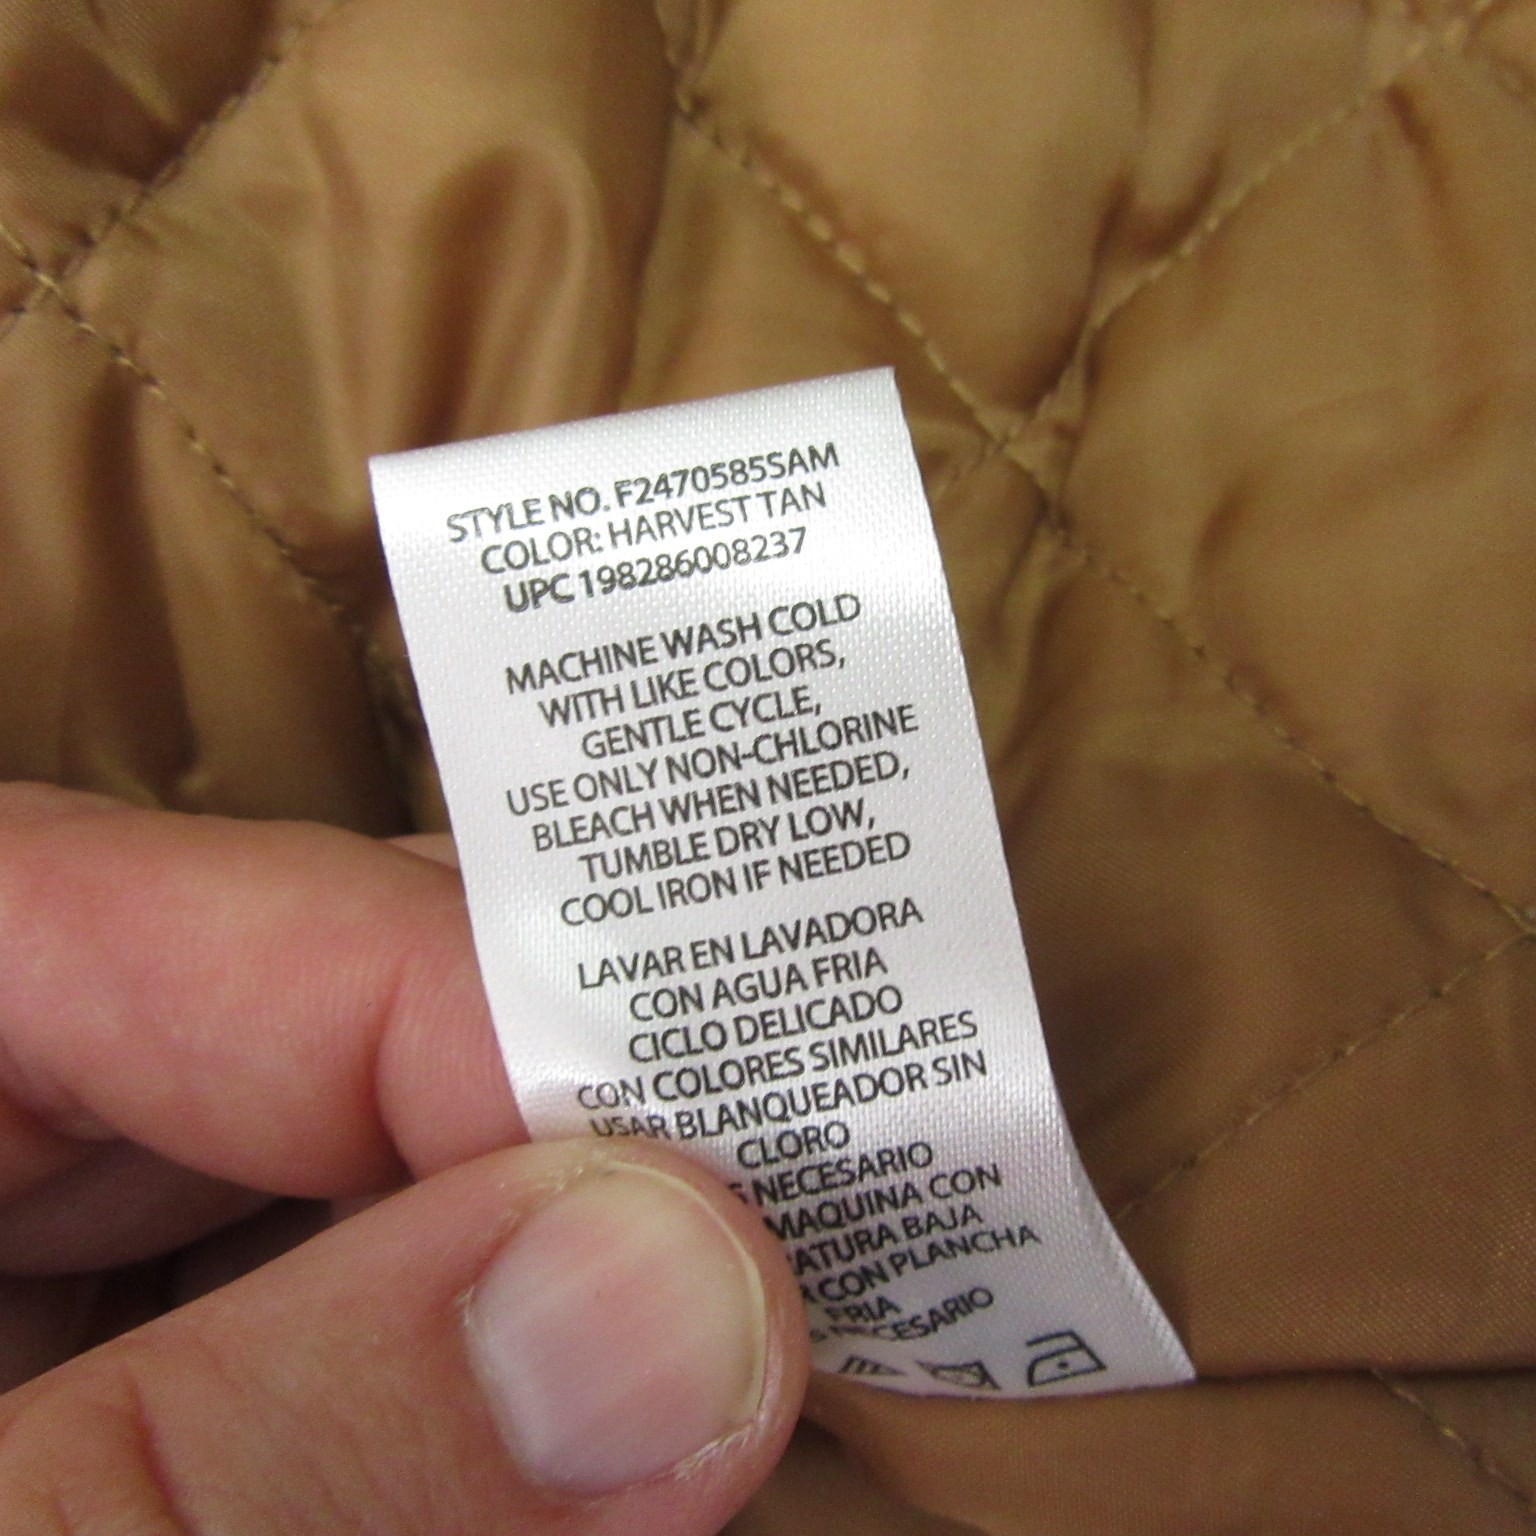 STYLE NO. F2470585SAM
COLOR: HARVEST TAN
UPC 198286008237
MACHINE WASH COLD
WITH LIKE COLORS,
GENTLE CYCLE,
USE ONLY NON-CHLORINE
BLEACH WHEN NEEDED,
TUMBLE DRY LOW,
COOL IRON IF NEEDED
LAVAR EN LAVADORA
CON AGUA FRIA
CICLO DELICADO
CON COLORES SIMILARES
USAR BLANQUEADOR SIN
CLORO
NECESARIO
MAQUINA CON
BAJA
CON PLANCHA
FRIA